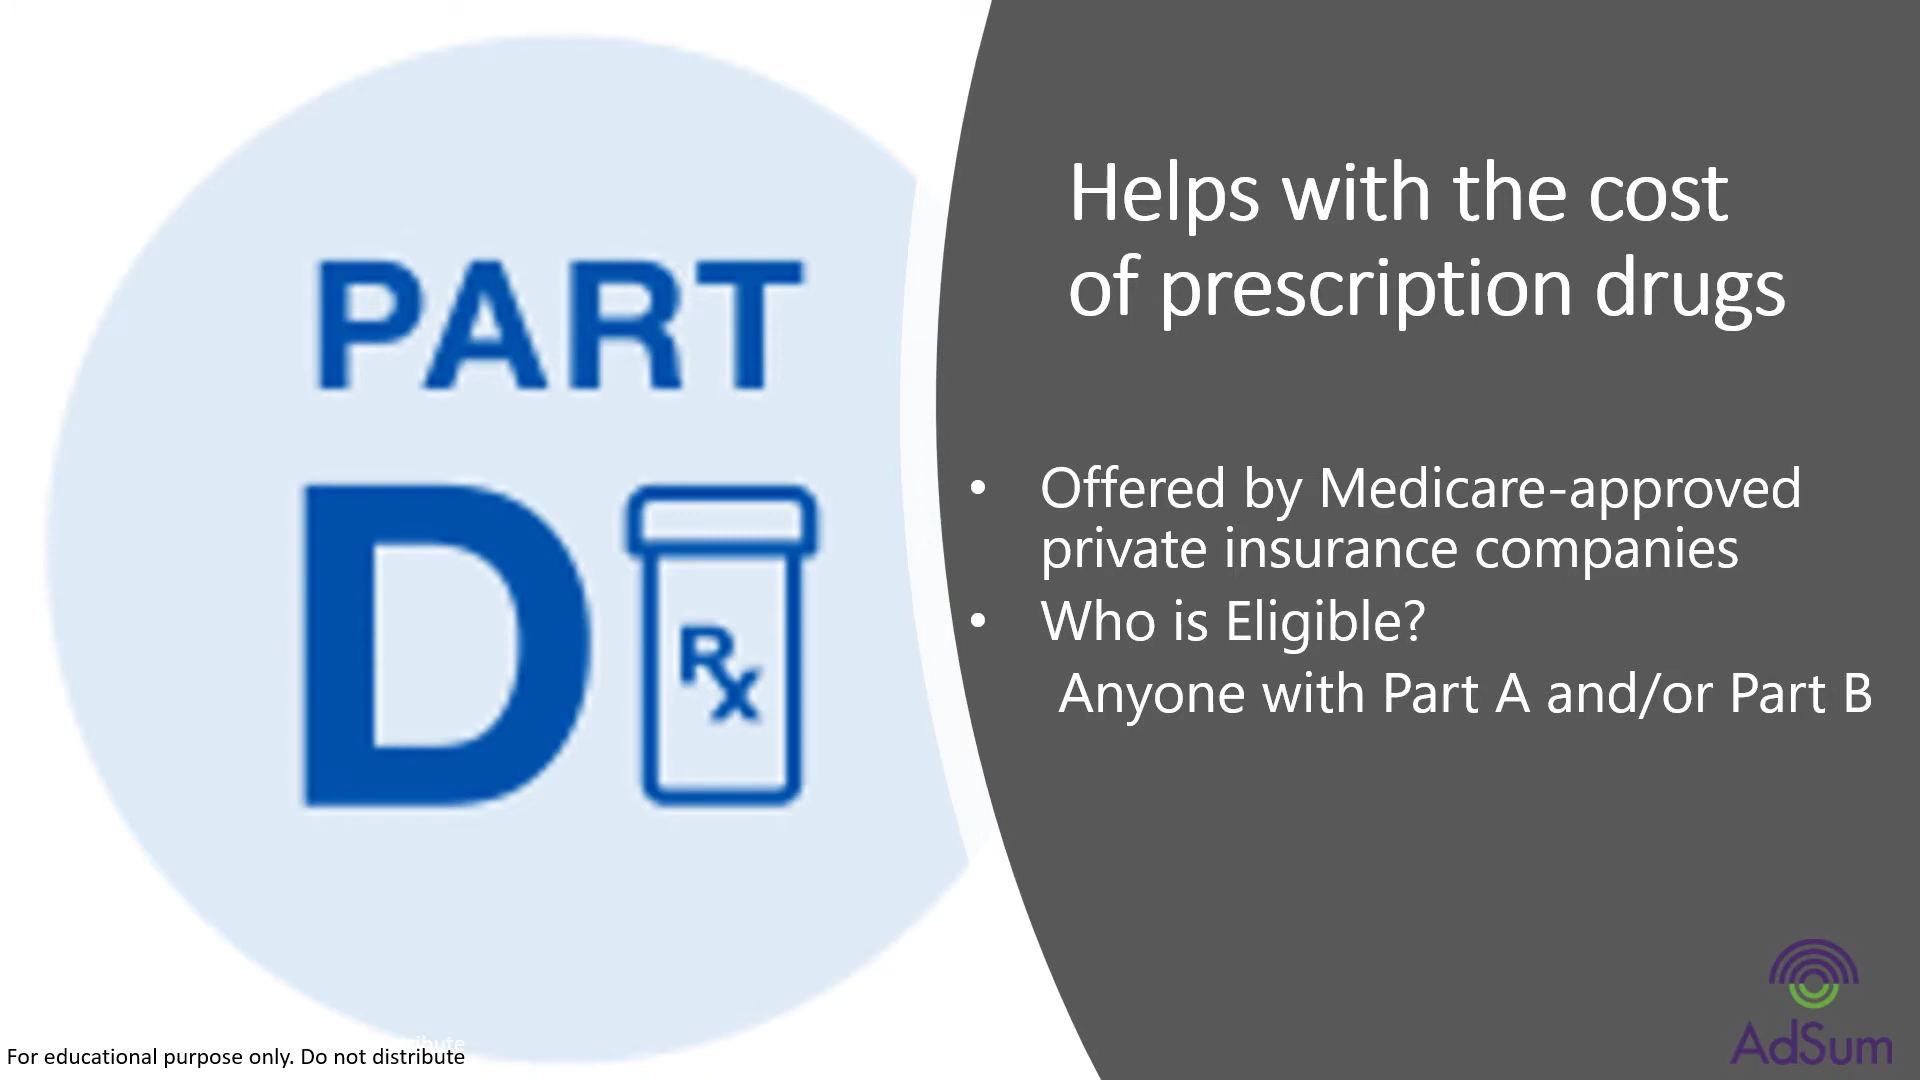 PART
D
Rx
Helps with the cost
of prescription drugs
• Offered by Medicare-approved
private insurance companies
• Who is Eligible?
Anyone with Part A and/or Part B
For educational purpose only. Do not distribute
AdSum